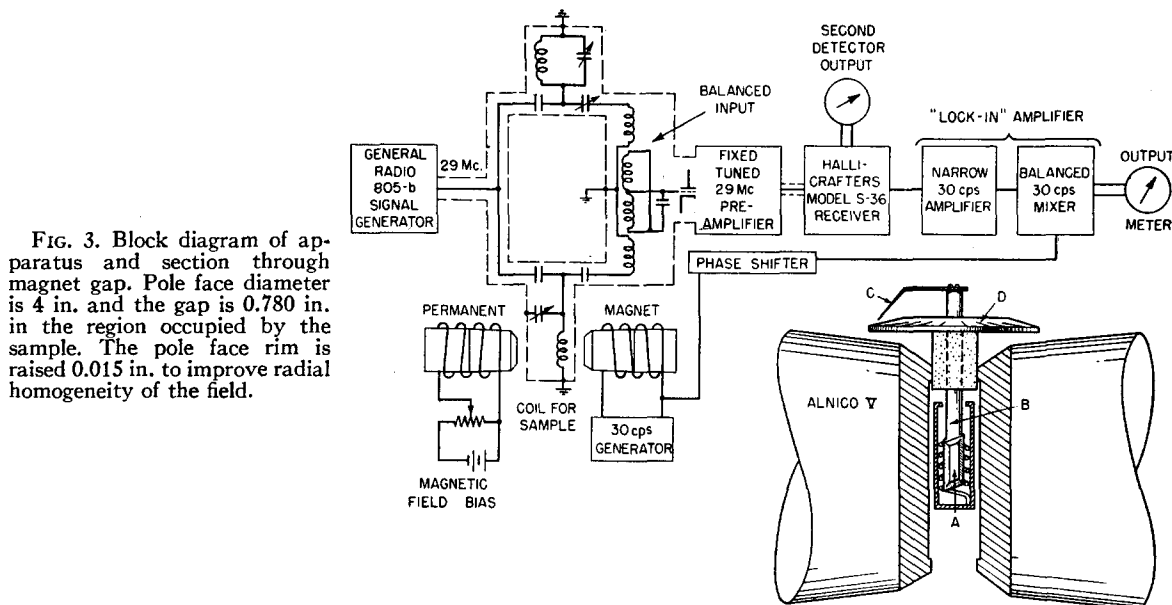 FIG. 3. Block diagram of ap-
paratus and section through
magnet gap. Pole face diameter
is 4 in. and the gap is 0.780 in.
in the region occupied by the
sample. The pole face rim is
raised 0.015 in. to improve radial
homogeneity of the field.
GENERAL
RADIO
805-b
SIGNAL
GENERATOR
29 Mc.
BALANCED
INPUT
FIXED
TUNED
29 Mc
PRE-
AMPLIFIER
SECOND
DETECTOR
OUTPUT
HALLI-
CRAFTERS
MODEL S-36
RECEIVER
"LOCK-IN" AMPLIFIER
NARROW
30 cps
AMPLIFIER
BALANCED
30 cps
MIXER
OUTPUT
METER
PHASE SHIFTER
PERMANENT
MAGNET
COIL FOR
SAMPLE
30 cps
GENERATOR
MAGNETIC
FIELD BIAS
C
D
ALNICO V
B
A